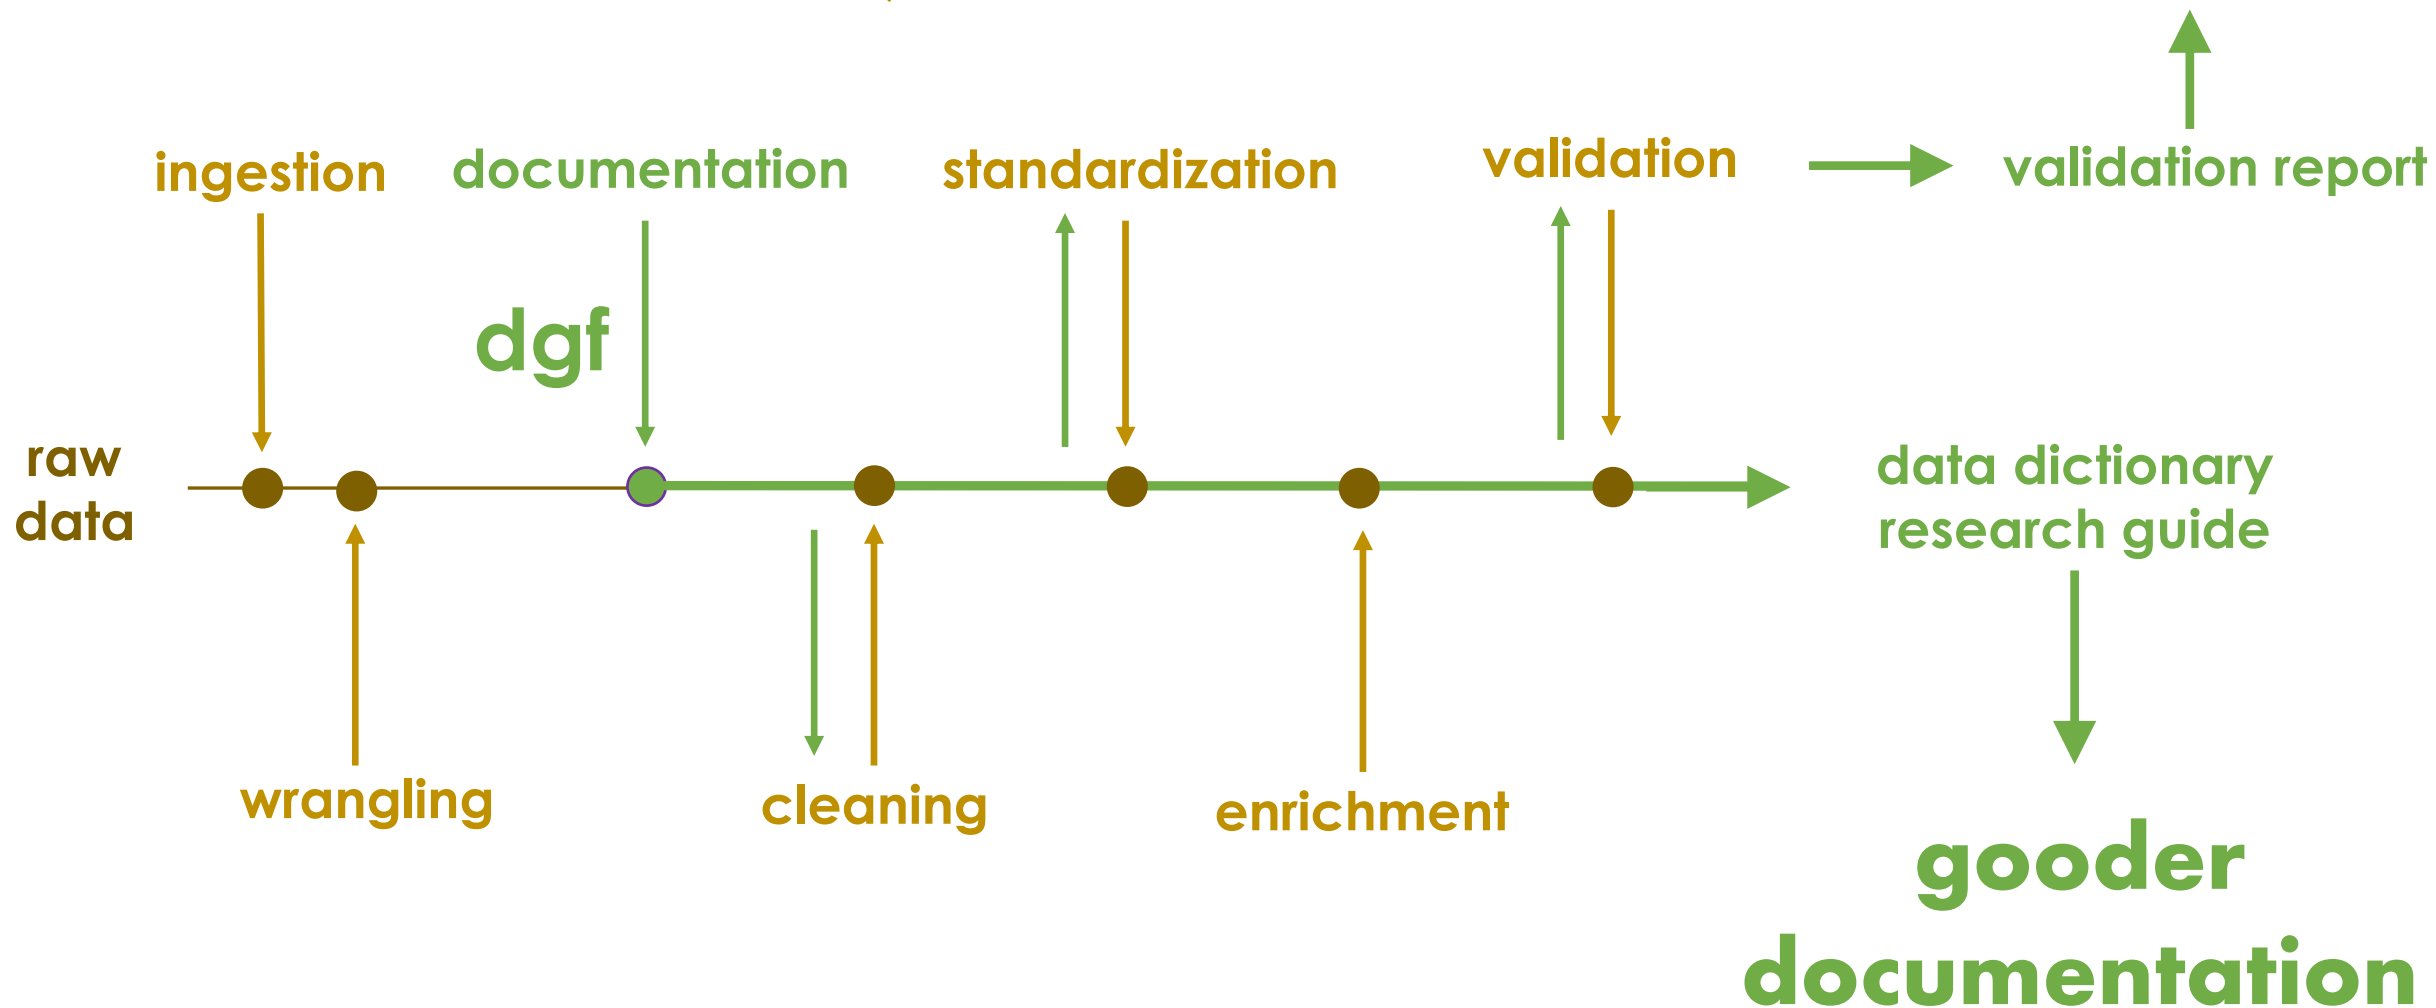 ingestion
documentation
standardization
validation
validation report
dgf
raw
data
data dictionary
research guide
wrangling
cleaning
enrichment
gooder
documentation